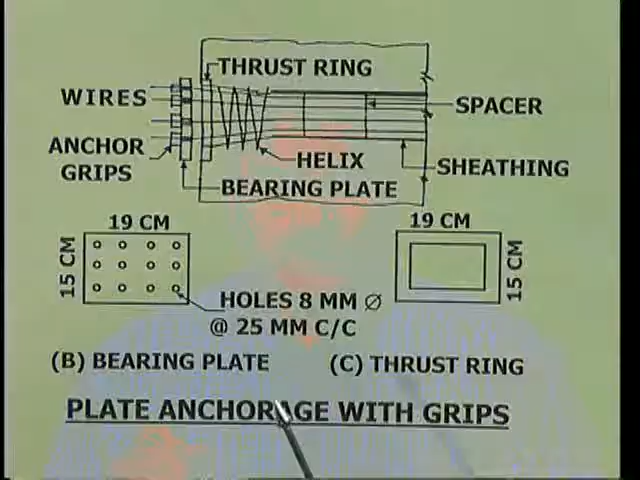 THRUST RING
WIRES
SPACER
ANCHOR
GRIPS
HELIX
SHEATHING
BEARING PLATE
19 CM
19 CM
15 CM
15 CM
HOLES 8 MM Ø
@ 25 MM C/C
(B) BEARING PLATE
(C) THRUST RING
PLATE ANCHORAGE WITH GRIPS